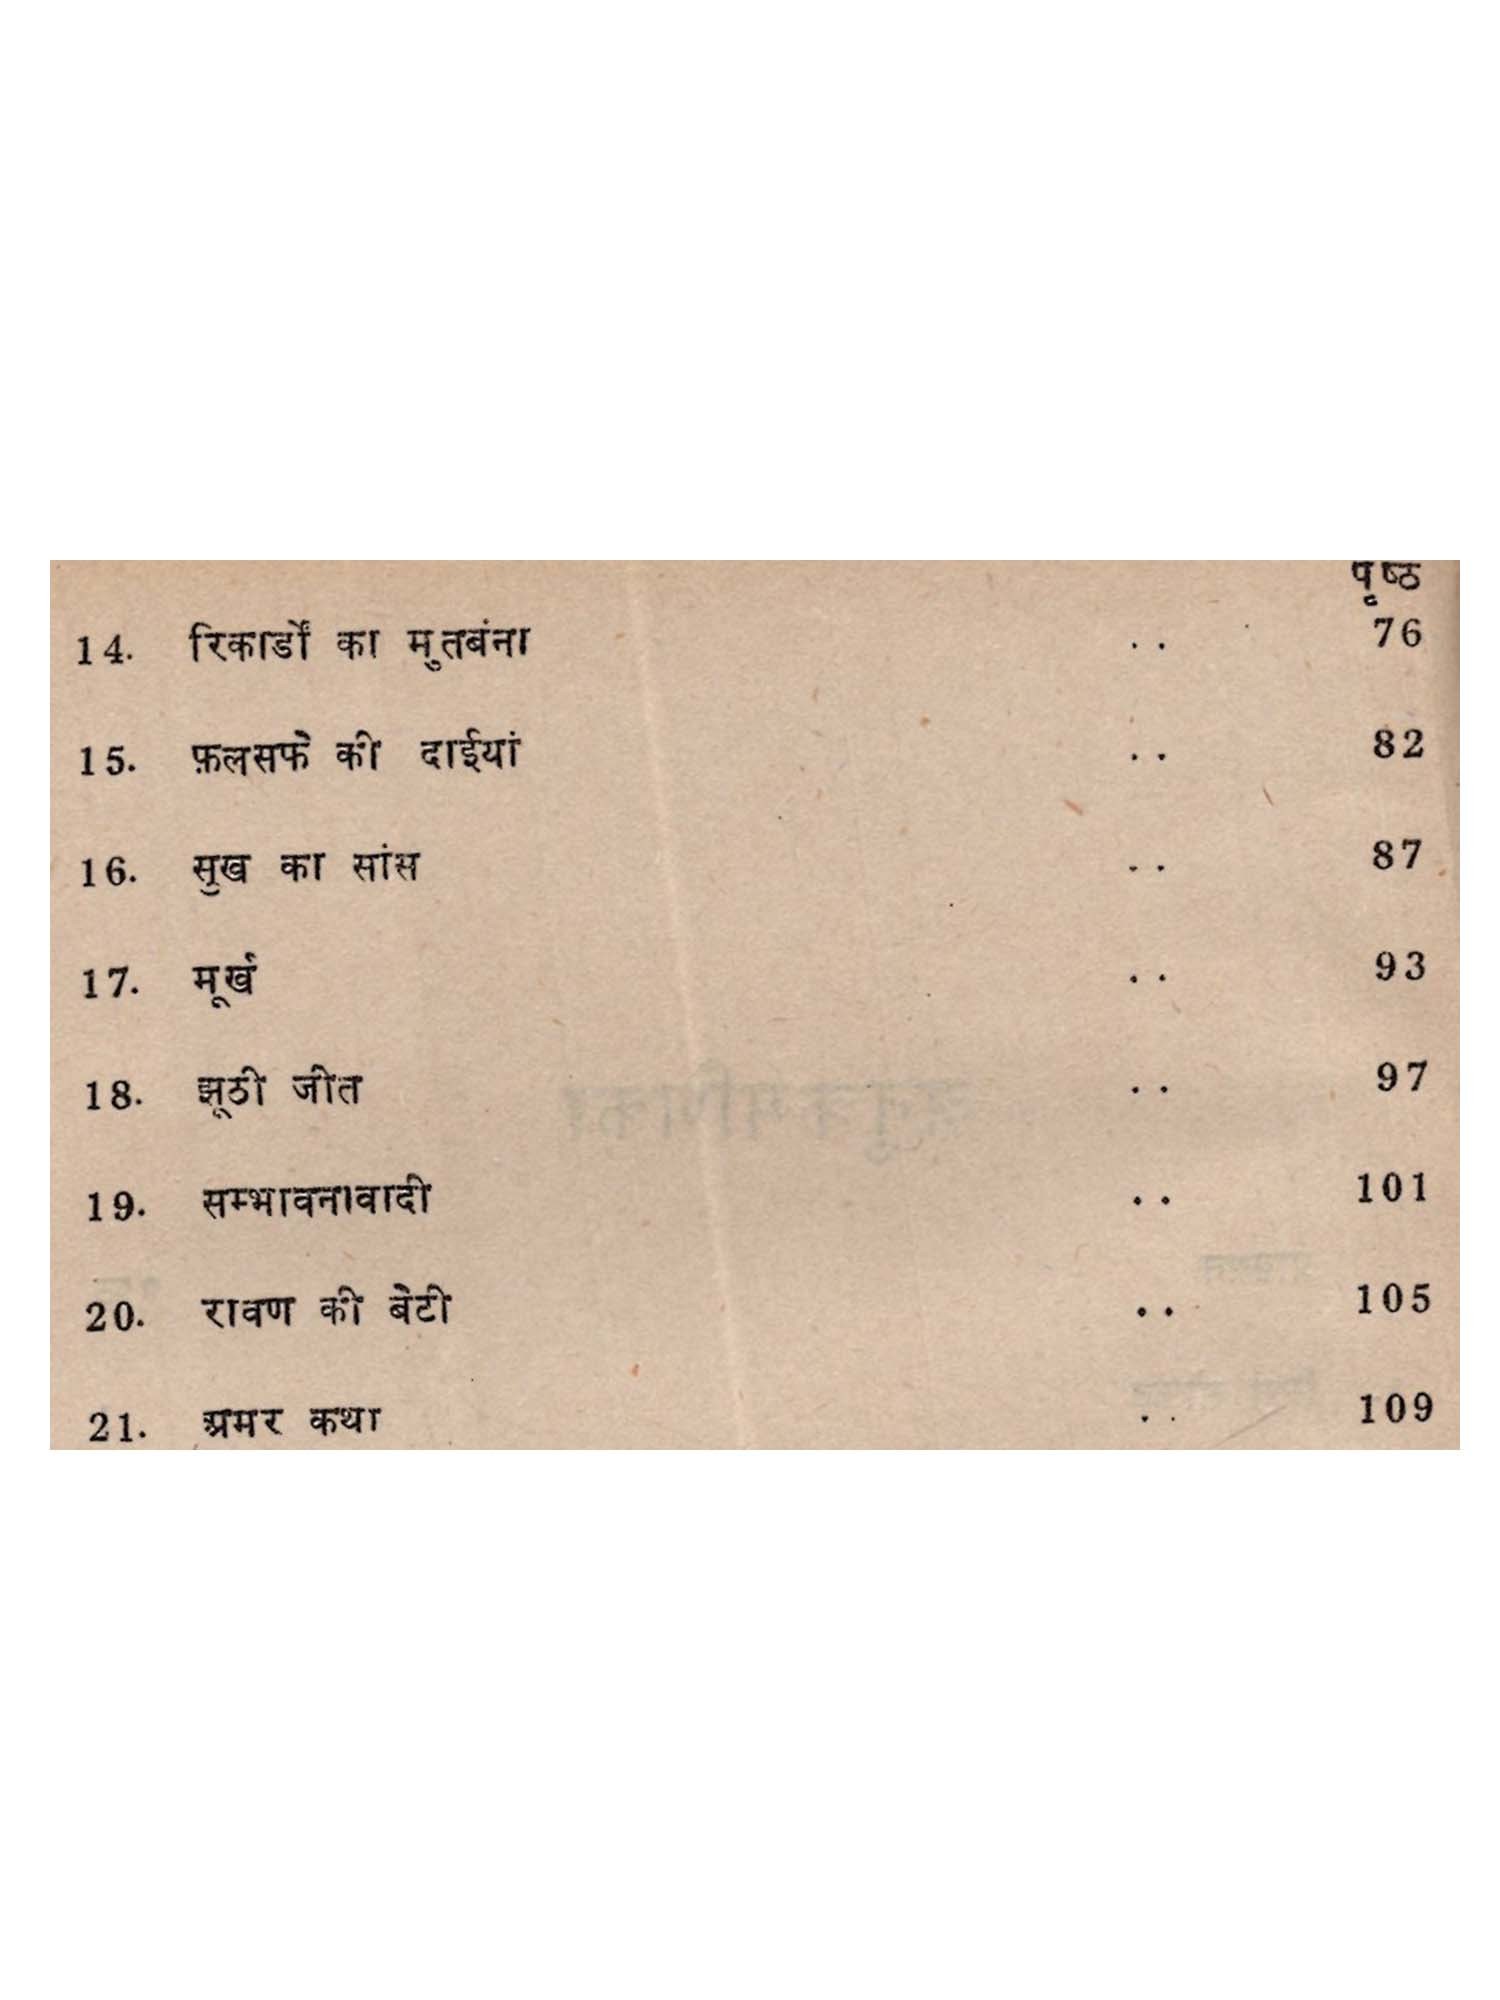 पृष्ठ
14. रिकार्डों का मुतबंना .. 76
15. फ़लसफे की दाईयां .. 82
16. सुख का सांस .. 87
17. मूर्ख .. 93
18. झूठी जीत .. 97
19. सम्भावनावादी .. 101
20. रावण की बेटी .. 105
21. अमर कथा .. 109